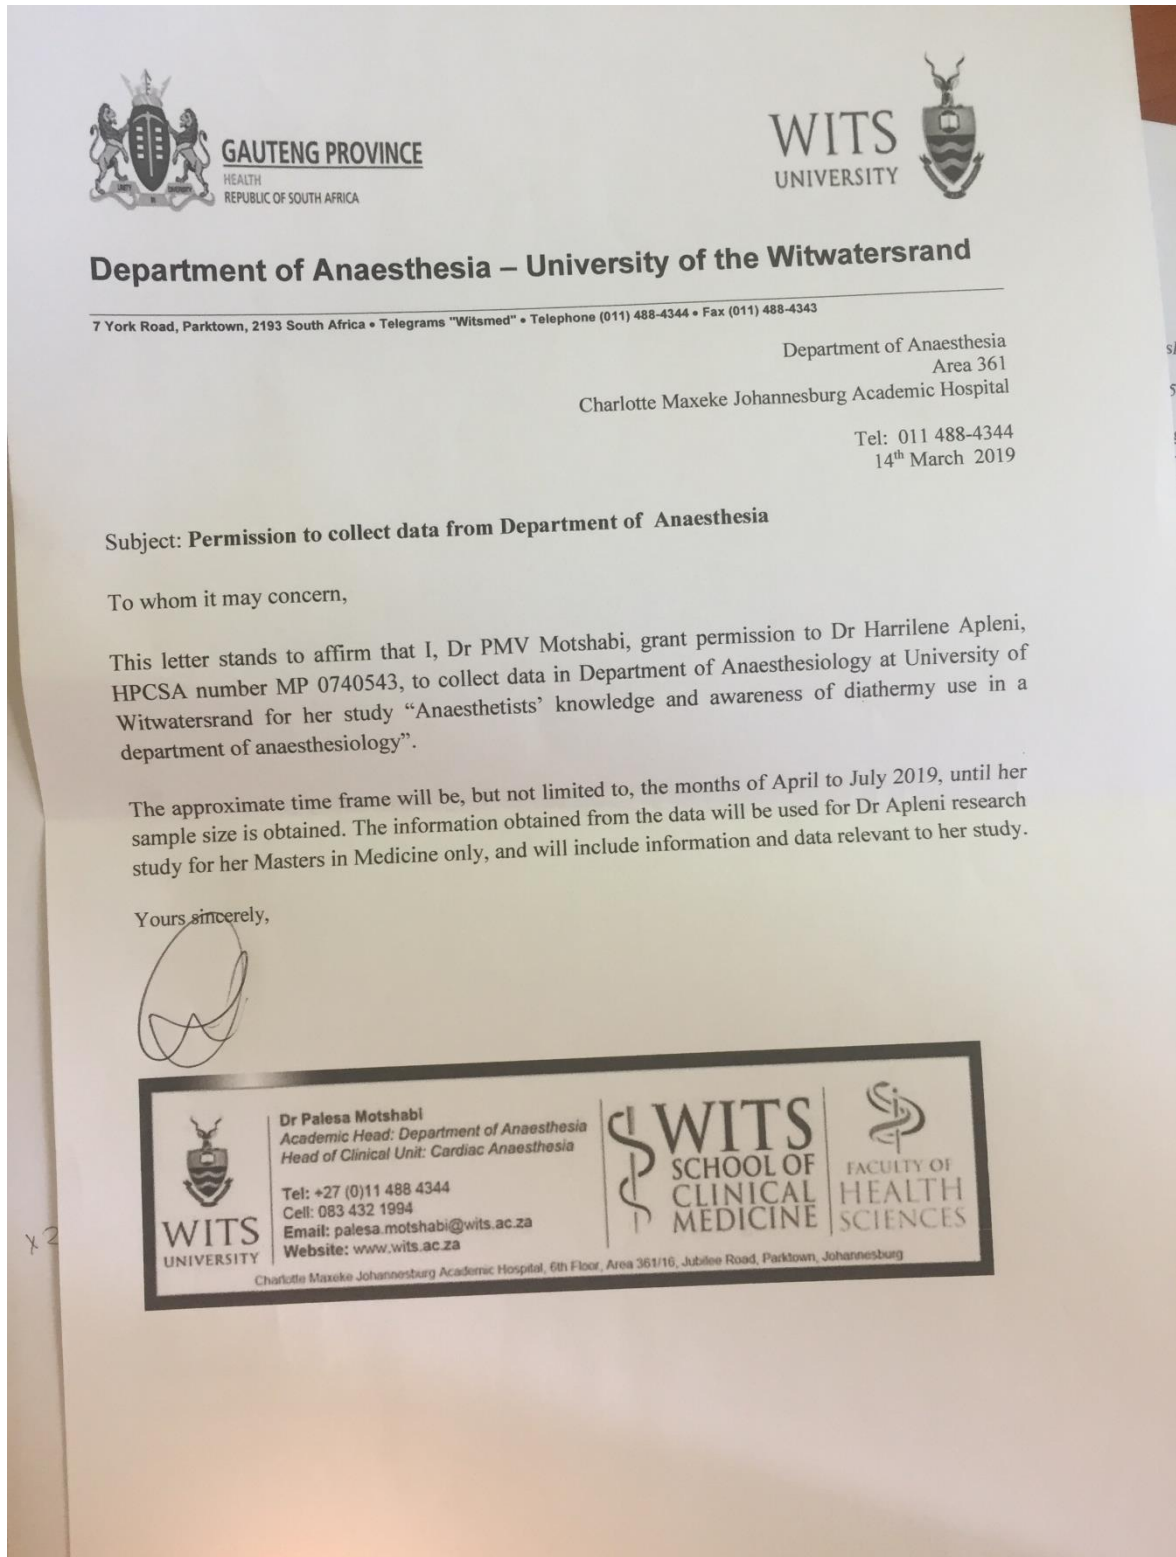 GAUTENG PROVINCE
HEALTH
REPUBLIC OF SOUTH AFRICA
UNITY IN DIVERSITY
WITS
UNIVERSITY
Department of Anaesthesia – University of the Witwatersrand
7 York Road, Parktown, 2193 South Africa • Telegrams "Witsmed" • Telephone (011) 488-4344 • Fax (011) 488-4343
Department of Anaesthesia
Area 361
Charlotte Maxeke Johannesburg Academic Hospital
Tel: 011 488-4344
14th March 2019
Subject: Permission to collect data from Department of Anaesthesia
To whom it may concern,
This letter stands to affirm that I, Dr PMV Motshabi, grant permission to Dr Harrilene Apleni,
HPCSA number MP 0740543, to collect data in Department of Anaesthesiology at University of
Witwatersrand for her study “Anaesthetists’ knowledge and awareness of diathermy use in a
department of anaesthesiology”.
The approximate time frame will be, but not limited to, the months of April to July 2019, until her
sample size is obtained. The information obtained from the data will be used for Dr Apleni research
study for her Masters in Medicine only, and will include information and data relevant to her study.
Yours sincerely,
WITS
UNIVERSITY
Dr Palesa Motshabi
Academic Head: Department of Anaesthesia
Head of Clinical Unit: Cardiac Anaesthesia
Tel: +27 (0)11 488 4344
Cell: 083 432 1994
Email: palesa.motshabi@wits.ac.za
Website: www.wits.ac.za
WITS
SCHOOL OF
CLINICAL
MEDICINE
FACULTY OF
HEALTH
SCIENCES
Charlotte Maxeke Johannesburg Academic Hospital, 6th Floor, Area 361/16, Jubilee Road, Parktown, Johannesburg
x2